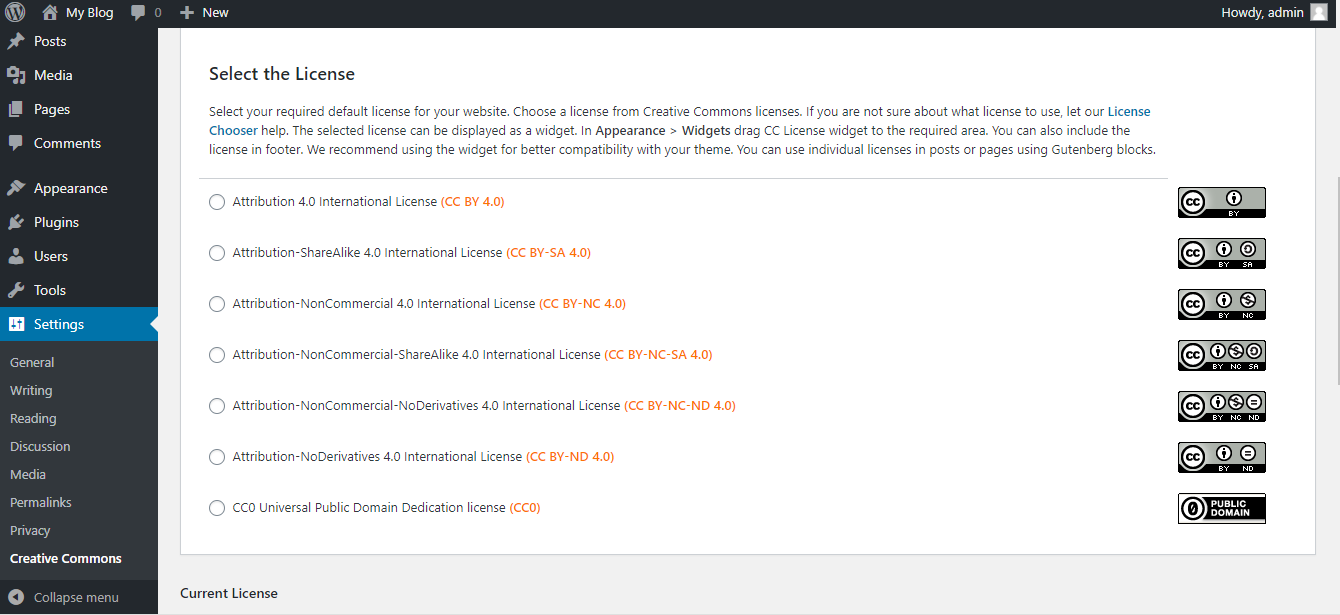 My Blog 0 New Howdy, admin
Posts
Media
Pages
Comments
Appearance
Plugins
Users
Tools
Settings
General
Writing
Reading
Discussion
Media
Permalinks
Privacy
Creative Commons
Collapse menu
Select the License
Select your required default license for your website. Choose a license from Creative Commons licenses. If you are not sure about what license to use, let our License
Chooser help. The selected license can be displayed as a widget. In Appearance > Widgets drag CC License widget to the required area. You can also include the
license in footer. We recommend using the widget for better compatibility with your theme. You can use individual licenses in posts or pages using Gutenberg blocks.
Attribution 4.0 International License (CC BY 4.0)
cc BY
Attribution-ShareAlike 4.0 International License (CC BY-SA 4.0)
cc BY SA
Attribution-NonCommercial 4.0 International License (CC BY-NC 4.0)
cc BY NC
Attribution-NonCommercial-ShareAlike 4.0 International License (CC BY-NC-SA 4.0)
cc BY NC SA
Attribution-NonCommercial-NoDerivatives 4.0 International License (CC BY-NC-ND 4.0)
cc BY NC ND
Attribution-NoDerivatives 4.0 International License (CC BY-ND 4.0)
cc BY ND
CC0 Universal Public Domain Dedication license (CC0)
PUBLIC
DOMAIN
Current License